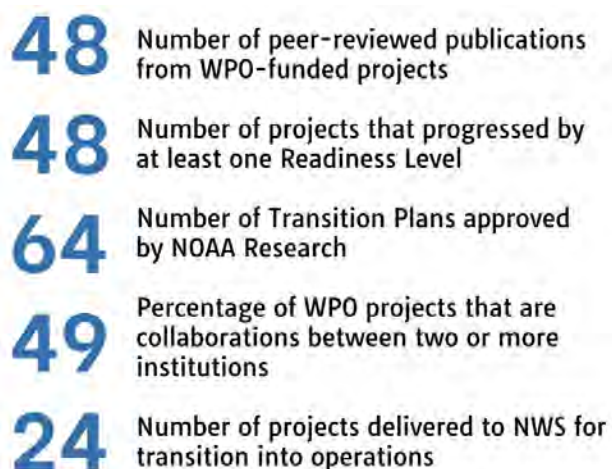 48 Number of peer-reviewed publications
from WPO-funded projects
48 Number of projects that progressed by
at least one Readiness Level
64 Number of Transition Plans approved
by NOAA Research
49 Percentage of WPO projects that are
collaborations between two or more
institutions
24 Number of projects delivered to NWS for
transition into operations